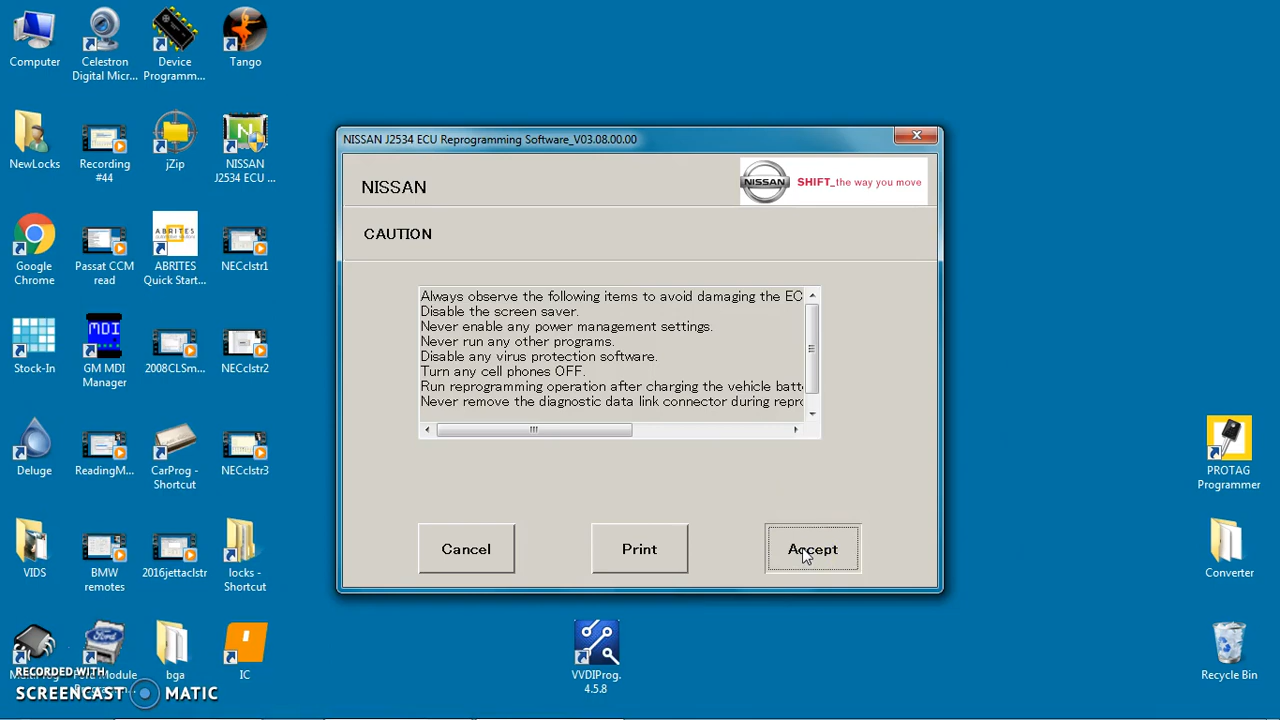 Computer
Celestron
Digital Micr...
Device
Programm...
Tango
NewLocks
Recording
#44
jZip
NISSAN
J2534 ECU ...
Google
Chrome
Passat CCM
read
ABRITES
ABRITES
Quick Start...
NECclstr1
Stock-In
MDI
GM MDI
Manager
2008CLSm...
NECclstr2
Deluge
ReadingM...
CarProg -
Shortcut
NECclstr3
VIDS
BMW
remotes
2016jettaclstr
locks -
Shortcut
bga
IC
RECORDED WITH
SCREENCAST MATIC
NISSAN J2534 ECU Reprogramming Software_V03.08.00.00
NISSAN
NISSAN
SHIFT_the way you move
CAUTION
Always observe the following items to avoid damaging the EC
Disable the screen saver.
Never enable any power management settings.
Never run any other programs.
Disable any virus protection software.
Turn any cell phones OFF.
Run reprogramming operation after charging the vehicle batt
Never remove the diagnostic data link connector during repro
Cancel
Print
Accept
VVDIProg.
4.5.8
PROTAG
Programmer
Converter
Recycle Bin